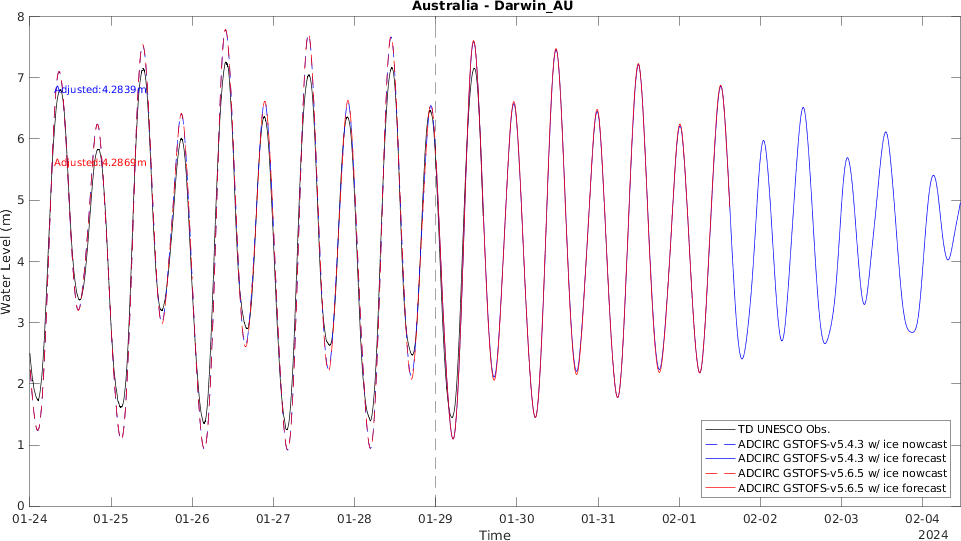 Australia - Darwin_AU
8
7
Adjusted:4.2839m
6
Adjusted:4.2869m
5
Water Level (m)
4
3
2
1
0
TD UNESCO Obs.
ADCIRC GSTOFS-v5.4.3 w/ ice nowcast
ADCIRC GSTOFS-v5.4.3 w/ ice forecast
ADCIRC GSTOFS-v5.6.5 w/ ice nowcast
ADCIRC GSTOFS-v5.6.5 w/ ice forecast
01-24 01-25 01-26 01-27 01-28 01-29 01-30 01-31 02-01 02-02 02-03 02-04
Time
2024